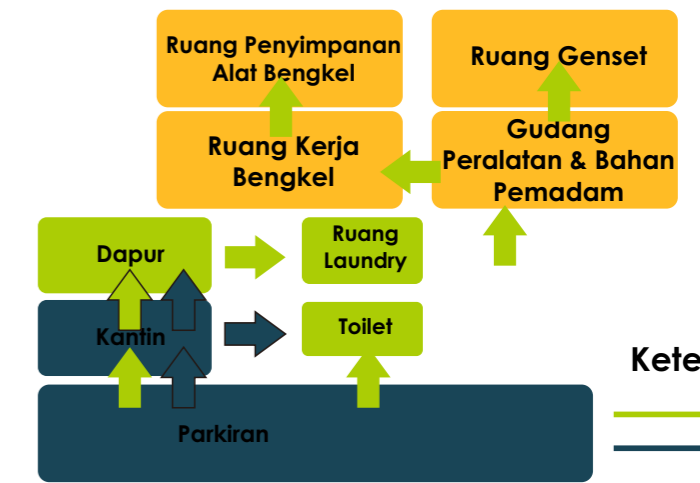 Ruang Penyimpanan
Alat Bengkel
Ruang Genset
Ruang Kerja
Bengkel
Gudang
Peralatan & Bahan
Pemadam
Dapur
Ruang
Laundry
Kantin
Toilet
Kete
Parkiran